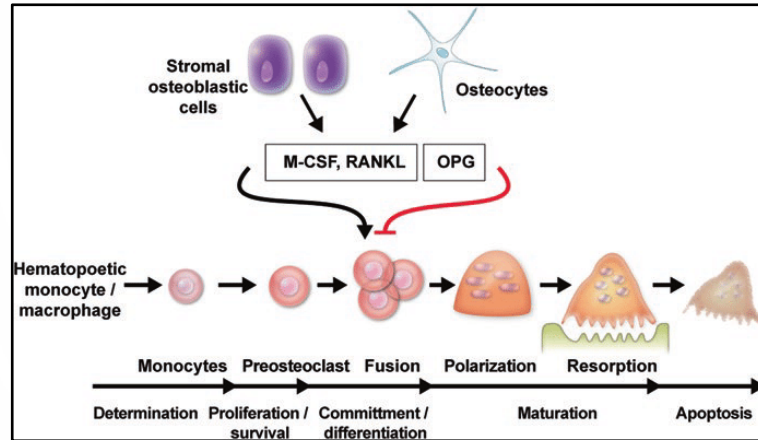 Stromal
osteoblastic
cells
Osteocytes
M-CSF, RANKL
OPG
Hematopoetic
monocyte /
macrophage
Monocytes
Preosteoclast
Fusion
Polarization
Resorption
Determination
Proliferation /
survival
Committment /
differentiation
Maturation
Apoptosis